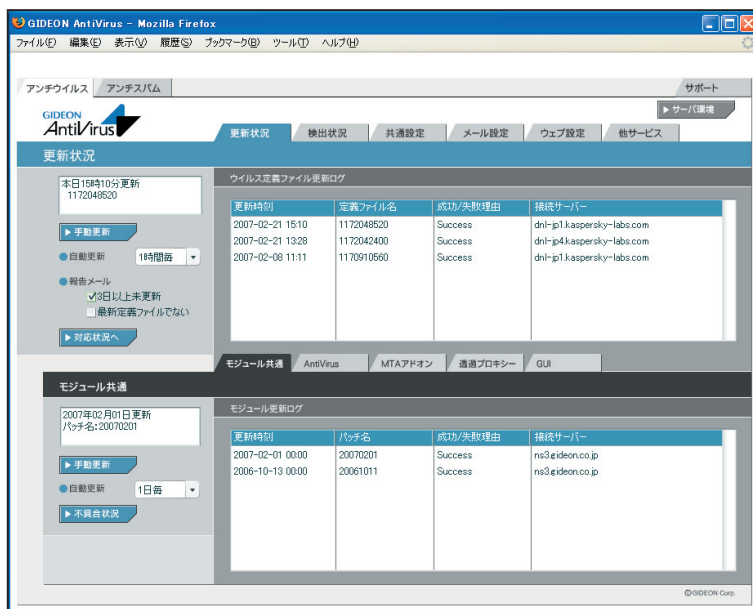 GIDEON AntiVirus - Mozilla Firefox
ファイル(F) 編集(E) 表示(V) 履歴(S) ブックマーク(B) ツール(T) ヘルプ(H)
アンチウイルス アンチスパム サポート
サーバ環境
GIDEON
AntiVirus
更新状況 検出状況 共通設定 メール設定 ウェブ設定 他サービス
更新状況
本日15時10分更新
1172048520
手動更新
自動更新 1時間毎
報告メール
3日以上未更新
最新定義ファイルでない
対応状況へ
ウイルス定義ファイル更新ログ
更新時刻 定義ファイル名 成功/失敗理由 接続サーバー
2007-02-21 15:10 1172048520 Success dnl-jp1.kaspersky-labs.com
2007-02-21 13:28 1172042400 Success dnl-jp4.kaspersky-labs.com
2007-02-08 11:11 1170910560 Success dnl-jp1.kaspersky-labs.com
モジュール共通 AntiVirus MTAアドオン 透過プロキシー GUI
モジュール共通
2007年02月01日更新
パッチ名:20070201
手動更新
自動更新 1日毎
不具合状況
モジュール更新ログ
更新時刻 パッチ名 成功/失敗理由 接続サーバー
2007-02-01 00:00 20070201 Success ns3.gideon.co.jp
2006-10-13 00:00 20061011 Success ns3.gideon.co.jp
©GIDEON Corp.